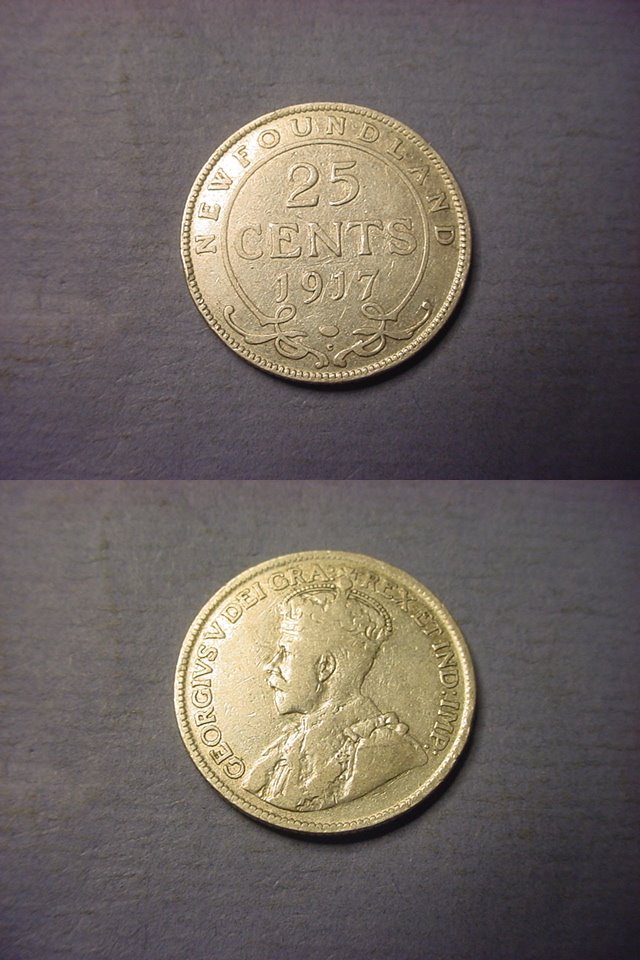 NEWFOUNDLAND
25
CENTS
1917
GEORGIVS V DEI GRA: REX ET IND: IMP: